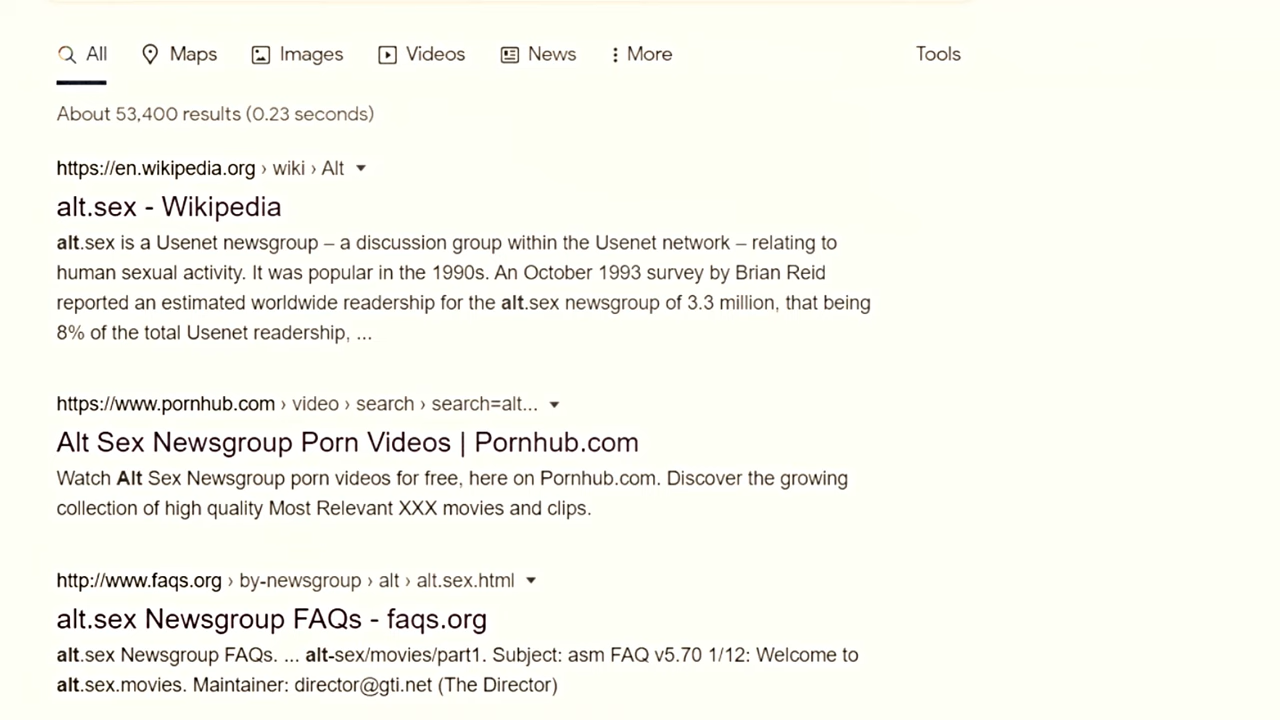 All Maps Images Videos News More Tools
About 53,400 results (0.23 seconds)
https://en.wikipedia.org › wiki › Alt
alt.sex - Wikipedia
alt.sex is a Usenet newsgroup – a discussion group within the Usenet network – relating to
human sexual activity. It was popular in the 1990s. An October 1993 survey by Brian Reid
reported an estimated worldwide readership for the alt.sex newsgroup of 3.3 million, that being
8% of the total Usenet readership, ...
https://www.pornhub.com › video › search › search=alt...
Alt Sex Newsgroup Porn Videos | Pornhub.com
Watch Alt Sex Newsgroup porn videos for free, here on Pornhub.com. Discover the growing
collection of high quality Most Relevant XXX movies and clips.
http://www.faqs.org › by-newsgroup › alt › alt.sex.html
alt.sex Newsgroup FAQs - faqs.org
alt.sex Newsgroup FAQs. ... alt-sex/movies/part1. Subject: asm FAQ v5.70 1/12: Welcome to
alt.sex.movies. Maintainer: director@gti.net (The Director)